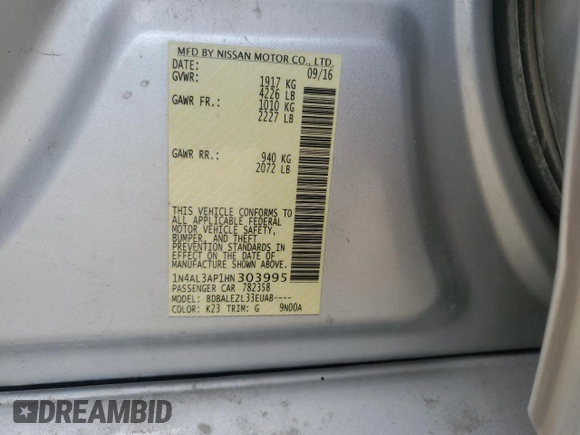 MFD BY NISSAN MOTOR CO., LTD.
DATE: 09/16
GVWR: 1917 KG
4226 LB
GAWR FR.: 1010 KG
2227 LB
GAWR RR.: 940 KG
2072 LB
THIS VEHICLE CONFORMS TO
ALL APPLICABLE FEDERAL
MOTOR VEHICLE SAFETY,
BUMPER, AND THEFT
PREVENTION STANDARDS IN
EFFECT ON THE DATE OF
MANUFACTURE SHOWN ABOVE.
1N4AL3AP1HN303995
PASSENGER CAR 782358
MODEL: BDBALEZL33EUAB----
COLOR: K23 TRIM: G 9N00A
DREAMBID